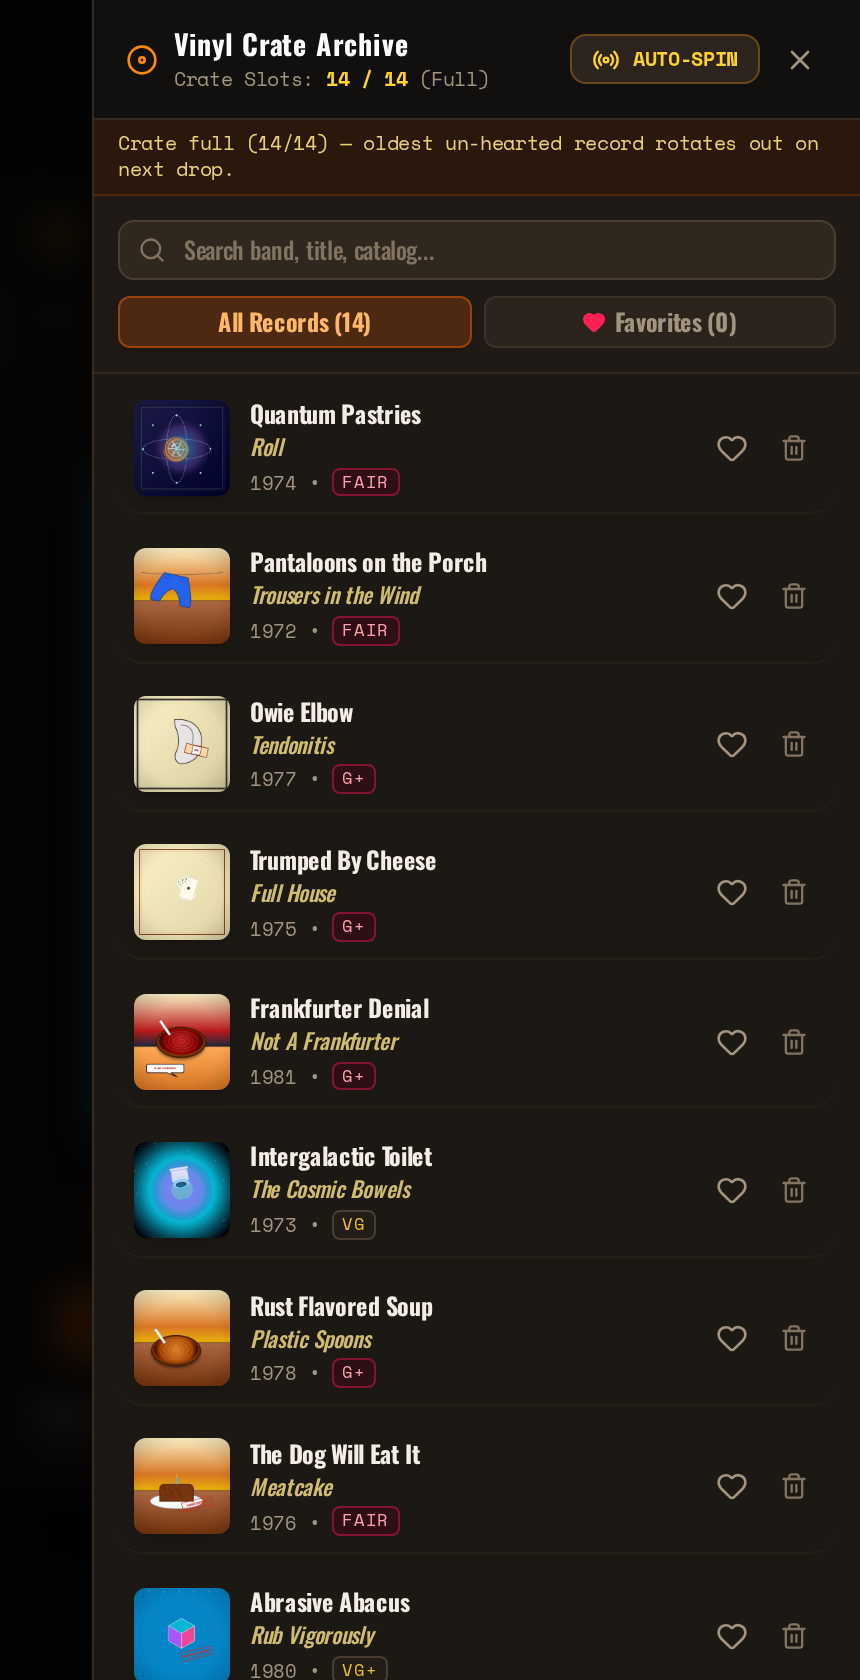 Vinyl Crate Archive
Crate Slots: 14 / 14 (Full)
AUTO-SPIN
Crate full (14/14) — oldest un-hearted record rotates out on
next drop.
Search band, title, catalog...
All Records (14)
Favorites (0)
Quantum Pastries
Roll
1974 • FAIR
Pantaloons on the Porch
Trousers in the Wind
1972 • FAIR
Owie Elbow
Tendonitis
1977 • G+
Trumped By Cheese
Full House
1975 • G+
Frankfurter Denial
Not A Frankfurter
1981 • G+
Intergalactic Toilet
The Cosmic Bowels
1973 • VG
Rust Flavored Soup
Plastic Spoons
1978 • G+
The Dog Will Eat It
Meatcake
1976 • FAIR
Abrasive Abacus
Rub Vigorously
1980 • VG+